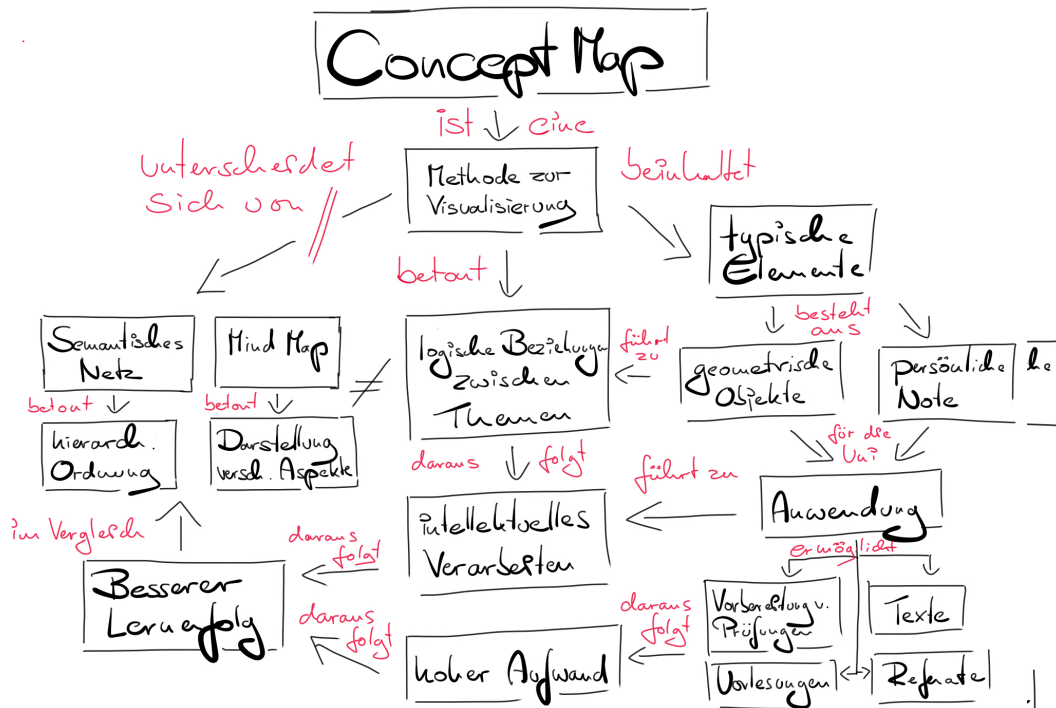 Concept Map
ist eine
unterscheidet
sich von
Methode zur
Visualisierung
beinhaltet
typische
Elemente
betont
besteht
aus
Semantisches
Netz
Mind Map
logische Beziehungen
zwischen
Themen
führt
zu
geometrische
Objekte
persönliche
Note
he
betont
betont
hierarch.
Ordnung
Darstellung
versch. Aspekte
daraus folgt
für die
Uni
führt zu
Anwendung
intellektuelles
Verarbeiten
im Vergleich
daraus
folgt
ermöglicht
Besserer
Lernerfolg
daraus
folgt
hoher Aufwand
daraus
folgt
Vorbereitung v.
Prüfungen
Texte
Vorlesungen
Referate